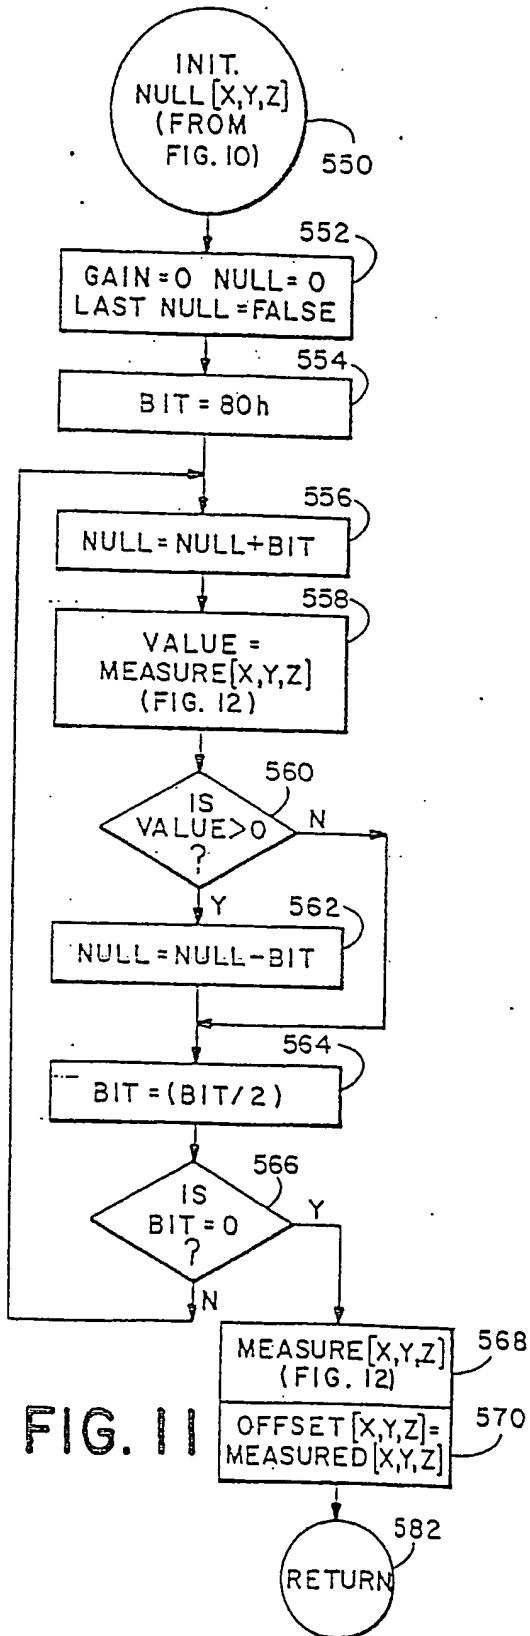 INIT.
NULL[X,Y,Z]
(FROM
FIG. 10)
550
552
GAIN=0 NULL=0
LAST NULL=FALSE
554
BIT = 80h
556
NULL=NULL+BIT
558
VALUE =
MEASURE[X,Y,Z]
(FIG. 12)
560
IS
VALUE>0
?
N
Y
562
NULL=NULL-BIT
564
BIT=(BIT/2)
566
IS
BIT=0
?
Y
N
MEASURE[X,Y,Z]
(FIG. 12)
568
OFFSET[X,Y,Z]=
MEASURED[X,Y,Z]
570
FIG. 11
582
RETURN